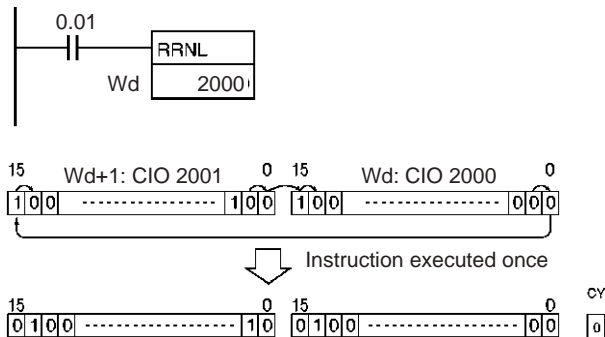 0.01
RRNL
Wd 2000
15 Wd+1: CIO 2001 0 15 Wd: CIO 2000 0
1 0 0 1 0 0 1 0 0 0 0 0
Instruction executed once
15 0 15 0 CY
0 1 0 0 1 0 0 1 0 0 0 0 0